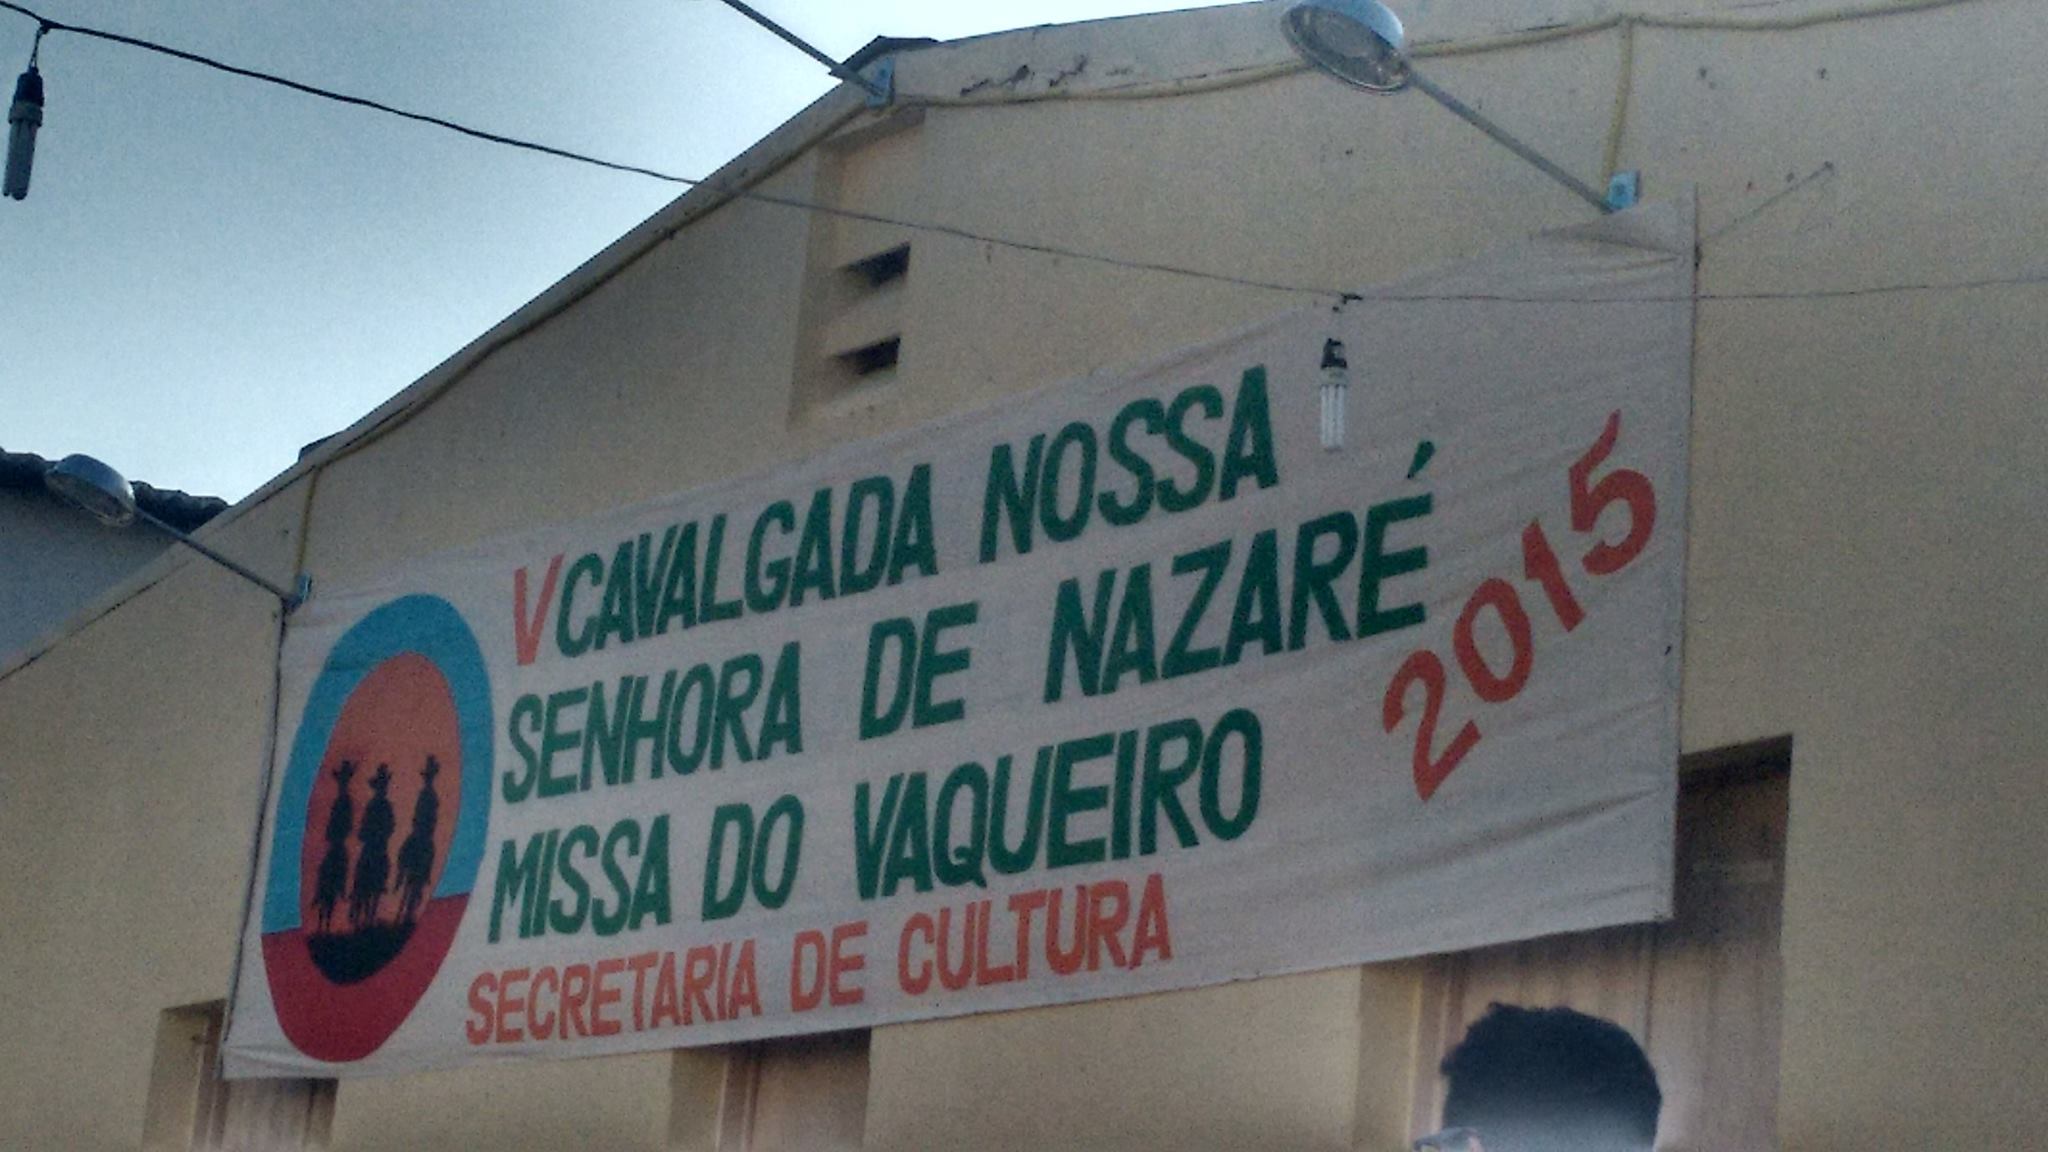 V CAVALGADA NOSSA
SENHORA DE NAZARÉ
MISSA DO VAQUEIRO
2015
SECRETARIA DE CULTURA